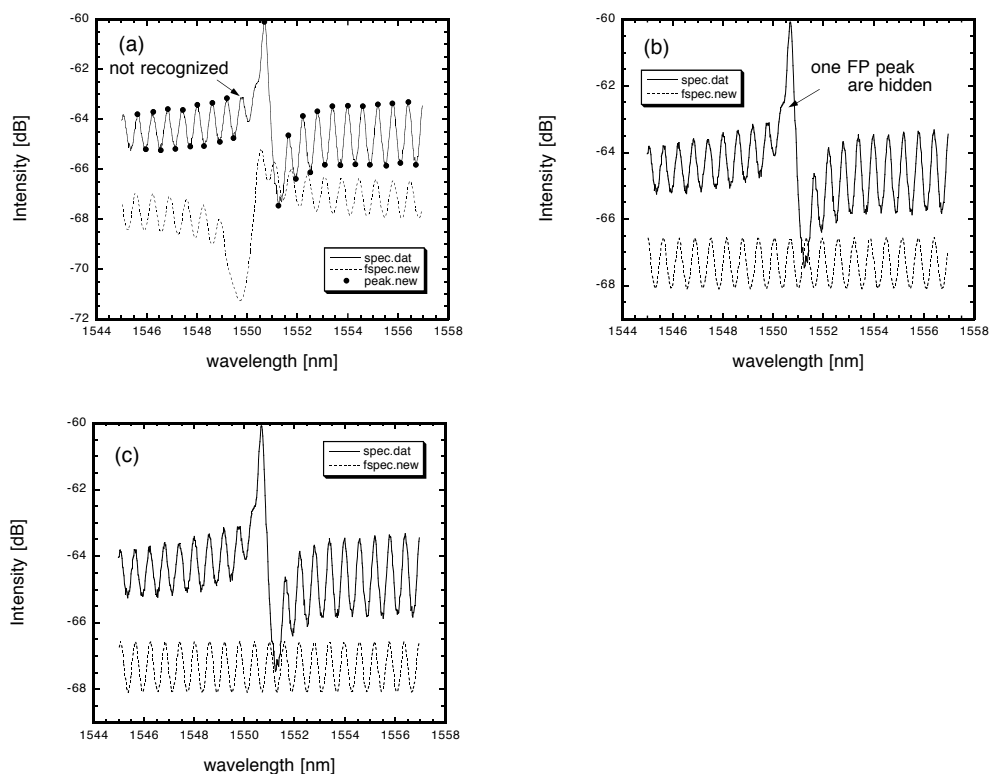 (a)
not recognized
spec.dat
fspec.new
peak.new
Intensity [dB]
-60
-62
-64
-66
-68
-70
-72
1544 1546 1548 1550 1552 1554 1556 1558
wavelength [nm]
(b)
spec.dat
fspec.new
one FP peak
are hidden
Intensity [dB]
-60
-62
-64
-66
-68
1544 1546 1548 1550 1552 1554 1556 1558
wavelength [nm]
(c)
spec.dat
fspec.new
Intensity [dB]
-60
-62
-64
-66
-68
1544 1546 1548 1550 1552 1554 1556 1558
wavelength [nm]